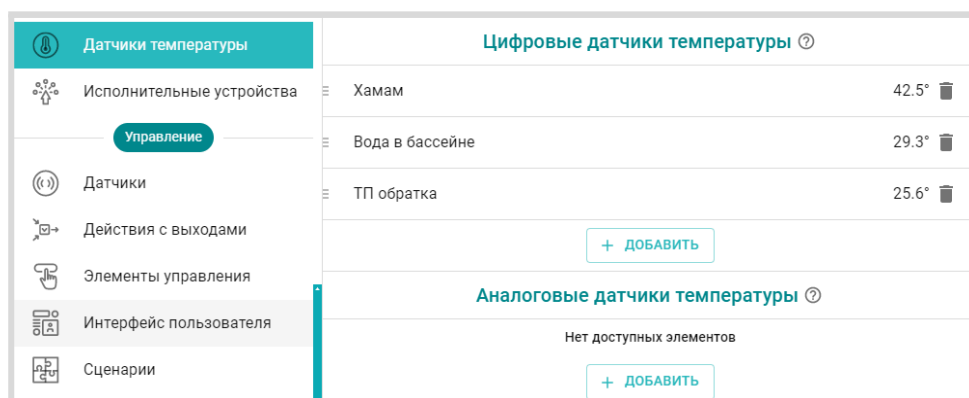 Датчики температуры
Исполнительные устройства
Управление
Датчики
Действия с выходами
Элементы управления
Интерфейс пользователя
Сценарии
Цифровые датчики температуры
Хамам 42.5°
Вода в бассейне 29.3°
ТП обратка 25.6°
+ ДОБАВИТЬ
Аналоговые датчики температуры
Нет доступных элементов
+ ДОБАВИТЬ